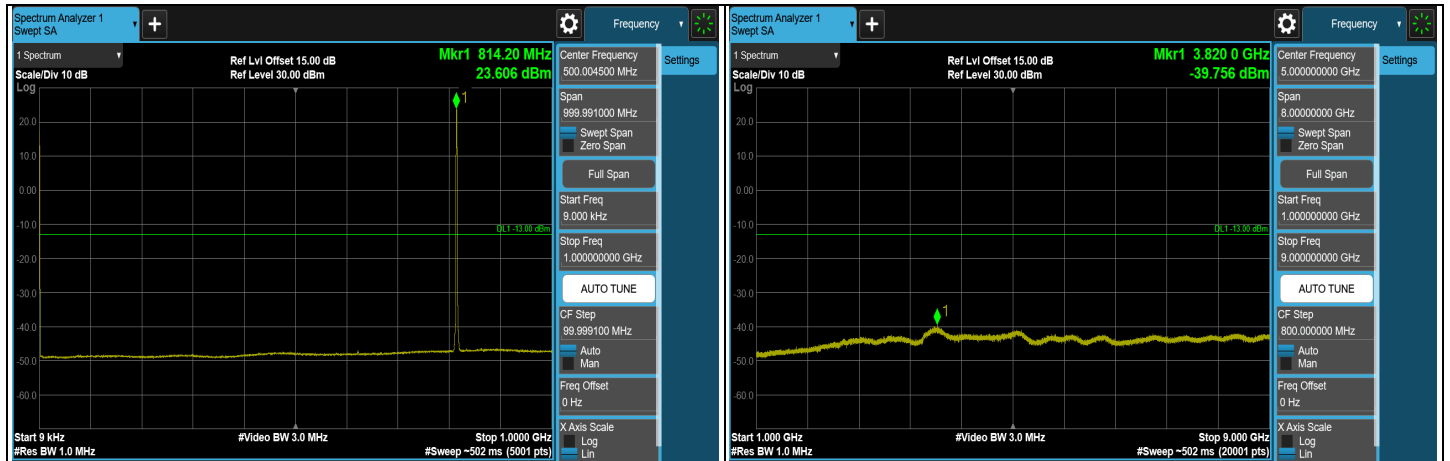 Spectrum Analyzer 1
Swept SA
+
Frequency
1 Spectrum
Scale/Div 10 dB
Log
Ref Lvl Offset 15.00 dB
Ref Level 30.00 dBm
Mkr1 814.20 MHz
23.606 dBm
1
20.0
10.0
0.00
-10.0
-20.0
-30.0
-40.0
-50.0
-60.0
DL1 -13.00 dBm
Start 9 kHz
#Res BW 1.0 MHz
#Video BW 3.0 MHz
Stop 1.0000 GHz
#Sweep ~502 ms (5001 pts)
Center Frequency
500.004500 MHz
Span
999.991000 MHz
Swept Span
Zero Span
Full Span
Start Freq
9.000 kHz
Stop Freq
1.000000000 GHz
AUTO TUNE
CF Step
99.999100 MHz
Auto
Man
Freq Offset
0 Hz
X Axis Scale
Log
Lin
Settings
Spectrum Analyzer 1
Swept SA
+
Frequency
1 Spectrum
Scale/Div 10 dB
Log
Ref Lvl Offset 15.00 dB
Ref Level 30.00 dBm
Mkr1 3.820 0 GHz
-39.756 dBm
1
20.0
10.0
0.00
-10.0
-20.0
-30.0
-40.0
-50.0
-60.0
DL1 -13.00 dBm
Start 1.000 GHz
#Res BW 1.0 MHz
#Video BW 3.0 MHz
Stop 9.000 GHz
#Sweep ~502 ms (20001 pts)
Center Frequency
5.000000000 GHz
Span
8.00000000 GHz
Swept Span
Zero Span
Full Span
Start Freq
1.000000000 GHz
Stop Freq
9.000000000 GHz
AUTO TUNE
CF Step
800.000000 MHz
Auto
Man
Freq Offset
0 Hz
X Axis Scale
Log
Lin
Settings